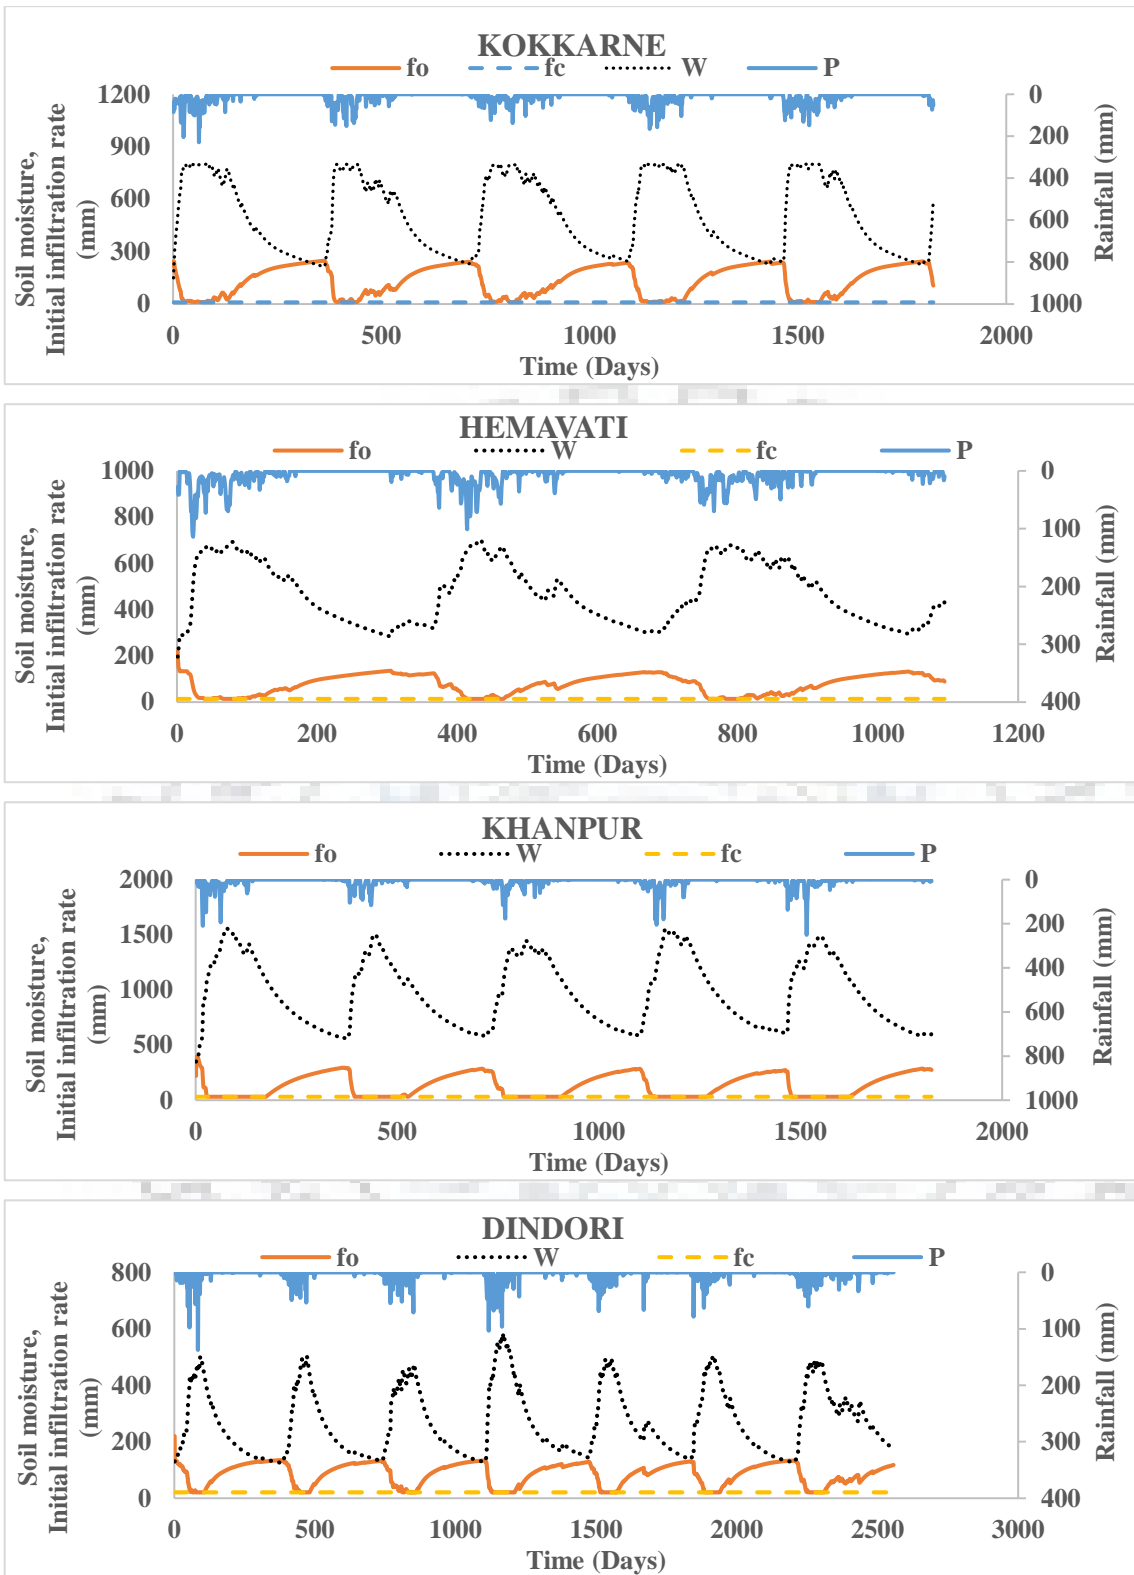 KOKKARNE
fo fc W P
1200
900
600
300
0
0
200
400
600
800
1000
0 500 1000 1500 2000
Soil moisture,
Initial infiltration rate
(mm)
Rainfall (mm)
Time (Days)
HEMAVATI
fo W fc P
1000
800
600
400
200
0
0
100
200
300
400
0 200 400 600 800 1000 1200
Soil moisture,
Initial infiltration rate
(mm)
Rainfall (mm)
Time (Days)
KHANPUR
fo W fc P
2000
1500
1000
500
0
0
200
400
600
800
1000
0 500 1000 1500 2000
Soil moisture,
Initial infiltration rate
(mm)
Rainfall (mm)
Time (Days)
DINDORI
fo W fc P
800
600
400
200
0
0
100
200
300
400
0 500 1000 1500 2000 2500 3000
Soil moisture,
Initial infiltration rate
(mm)
Rainfall (mm)
Time (Days)